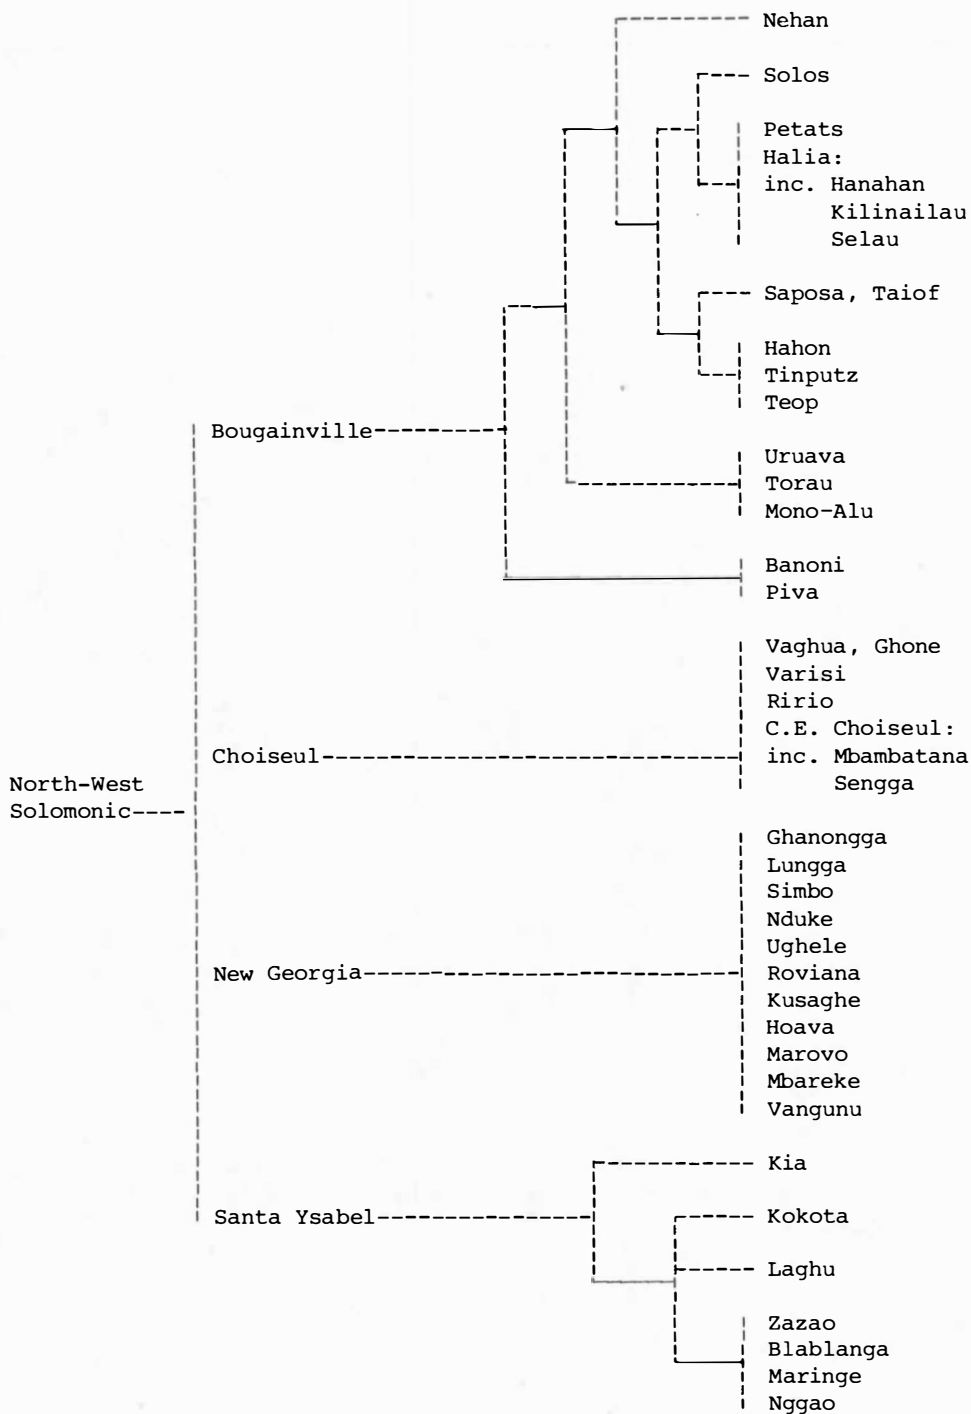 Nehan
Solos
Petats
Halia:
inc. Hanahan
Kilinailau
Selau
Saposa, Taiof
Hahon
Tinputz
Teop
Bougainville
Uruava
Torau
Mono-Alu
Banoni
Piva
Vaghua, Ghone
Varisi
Ririo
C.E. Choiseul:
Choiseul
inc. Mbambatana
Sengga
North-West
Solomonic
Ghanongga
Lungga
Simbo
Nduke
Ughele
New Georgia
Roviana
Kusaghe
Hoava
Marovo
Mbareke
Vangunu
Kia
Santa Ysabel
Kokota
Laghu
Zazao
Blablanga
Maringe
Nggao